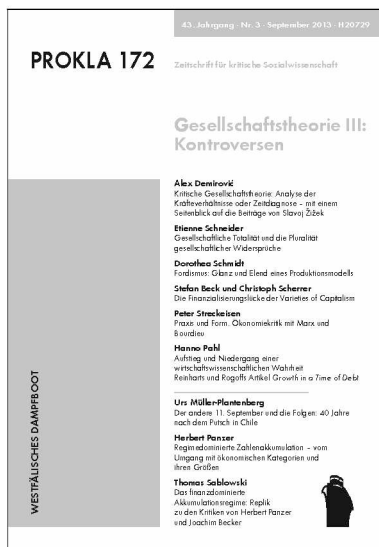 43. Jahrgang · Nr. 3 · September 2013 · H20729
PROKLA 172
Zeitschrift für kritische Sozialwissenschaft
Gesellschaftstheorie III:
Kontroversen
Alex Demirović
Kritische Gesellschaftstheorie: Analyse der
Kräfteverhältnisse oder Zeitdiagnose – mit einem
Seitenblick auf die Beiträge von Slavoj Žižek
Etienne Schneider
Gesellschaftliche Totalität und die Pluralität
gesellschaftlicher Widersprüche
Dorothea Schmidt
Fordismus: Glanz und Elend eines Produktionsmodells
Stefan Beck und Christoph Scherrer
Die Finanzialisierungslücke der Varieties of Capitalism
Peter Streckeisen
Praxis und Form. Ökonomiekritik mit Marx und
Bourdieu
Hanno Pahl
Aufstieg und Niedergang einer
wirtschaftswissenschaftlichen Wahrheit
Reinharts und Rogoffs Artikel Growth in a Time of Debt
Urs Müller-Plantenberg
Der andere 11. September und die Folgen: 40 Jahre
nach dem Putsch in Chile
Herbert Panzer
Regimedominierte Zahlenakkumulation – vom
Umgang mit ökonomischen Kategorien und
ihren Größen
Thomas Sablowski
Das finanzdominierte
Akkumulationsregime: Replik
zu den Kritiken von Herbert Panzer
und Joachim Becker
WESTFÄLISCHES DAMPFBOOT